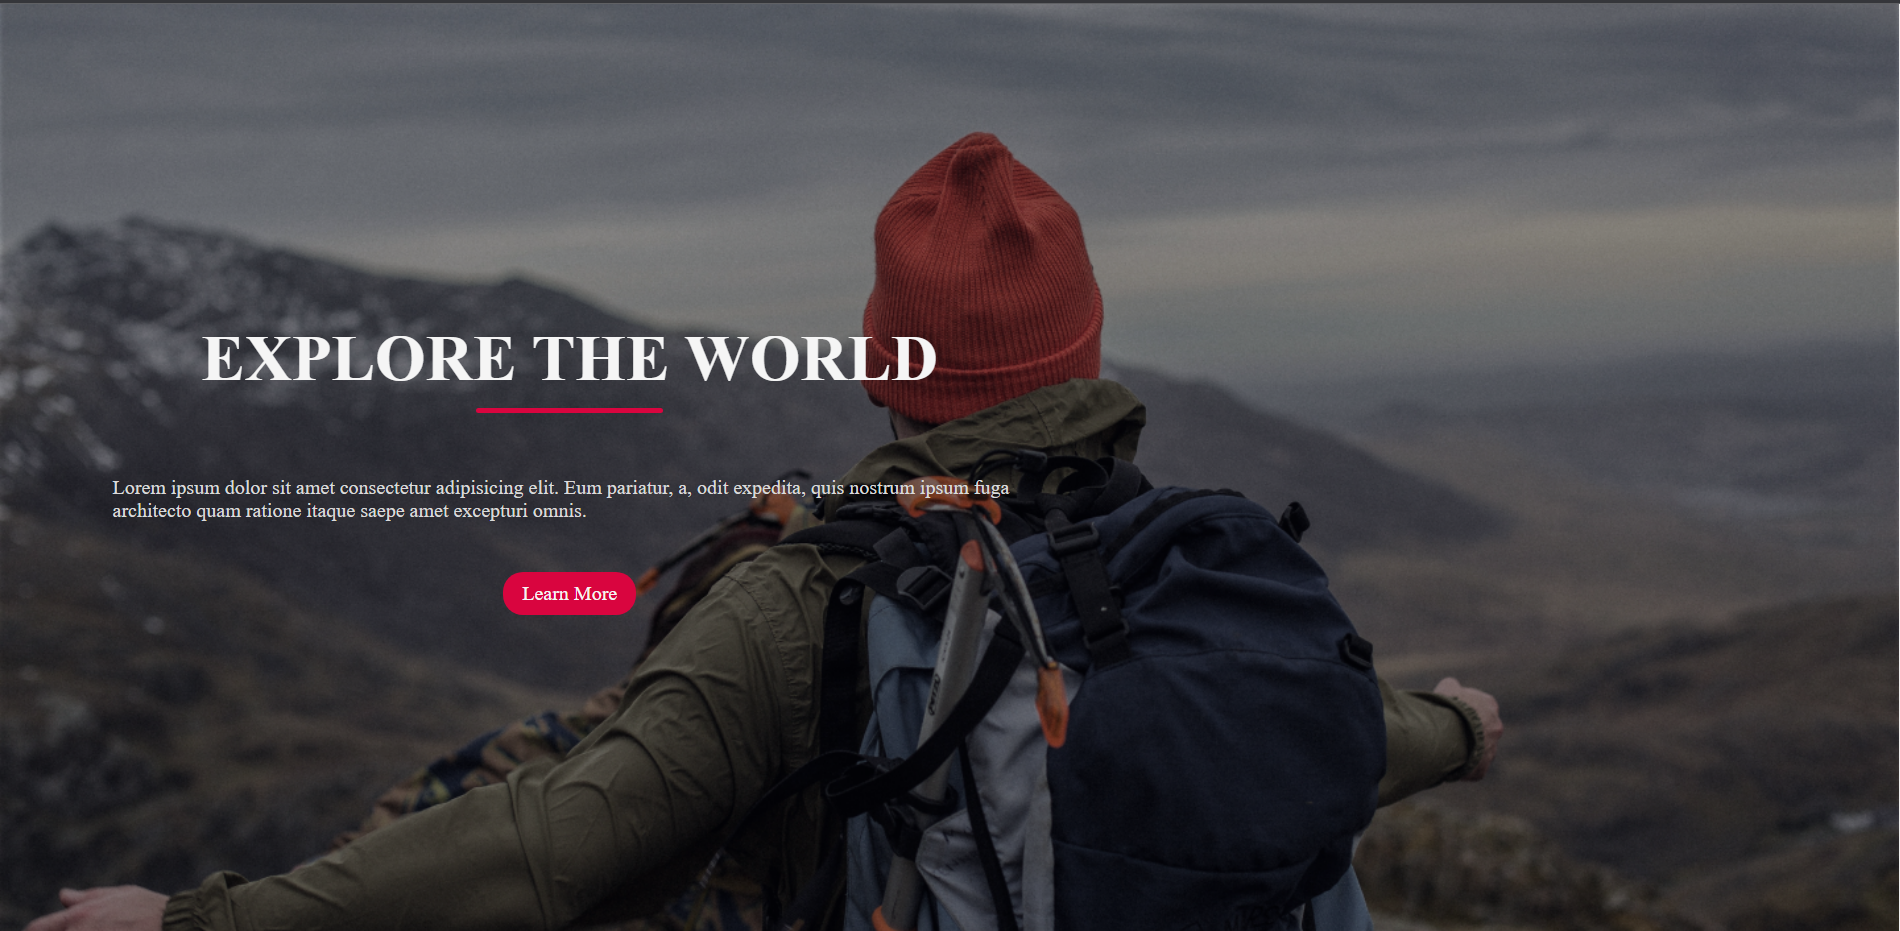 EXPLORE THE WORLD
Lorem ipsum dolor sit amet consectetur adipisicing elit. Eum pariatur, a, odit expedita, quis nostrum ipsum fuga
architecto quam ratione itaque saepe amet excepturi omnis.
Learn More